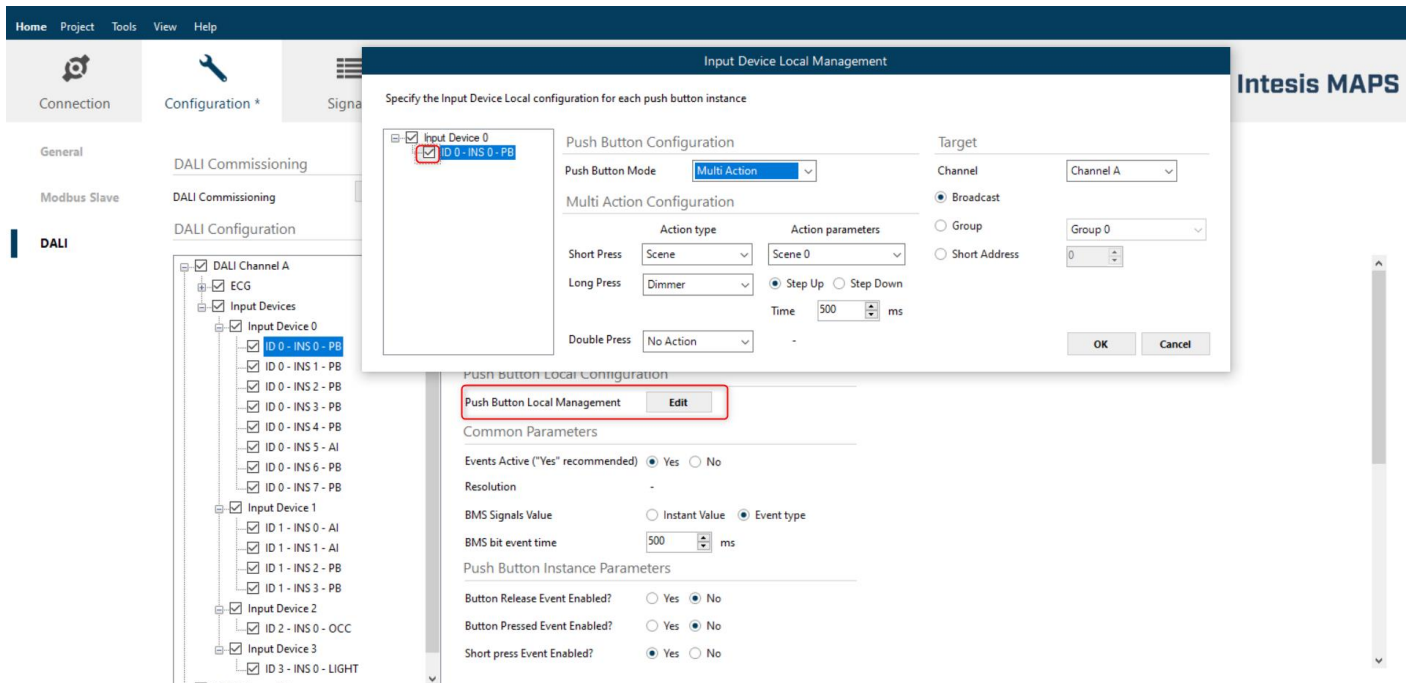 Home Project Tools View Help
Input Device Local Management
Connection
Configuration *
Signa
Intesis MAPS
Specify the Input Device Local configuration for each push button instance
Input Device 0
ID 0 - INS 0 - PB
Push Button Configuration
Push Button Mode Multi Action
Multi Action Configuration
Action type Action parameters
Short Press Scene Scene 0
Long Press Dimmer Step Up Step Down
Time 500 ms
Double Press No Action -
Target
Channel Channel A
Broadcast
Group Group 0
Short Address 0
OK Cancel
General
Modbus Slave
DALI
DALI Commissioning
DALI Commissioning
DALI Configuration
DALI Channel A
ECG
Input Devices
Input Device 0
ID 0 - INS 0 - PB
ID 0 - INS 1 - PB
ID 0 - INS 2 - PB
ID 0 - INS 3 - PB
ID 0 - INS 4 - PB
ID 0 - INS 5 - AI
ID 0 - INS 6 - PB
ID 0 - INS 7 - PB
Input Device 1
ID 1 - INS 0 - AI
ID 1 - INS 1 - AI
ID 1 - INS 2 - PB
ID 1 - INS 3 - PB
Input Device 2
ID 2 - INS 0 - OCC
Input Device 3
ID 3 - INS 0 - LIGHT
Push Button Local Configuration
Push Button Local Management Edit
Common Parameters
Events Active ("Yes" recommended) Yes No
Resolution -
BMS Signals Value Instant Value Event type
BMS bit event time 500 ms
Push Button Instance Parameters
Button Release Event Enabled? Yes No
Button Pressed Event Enabled? Yes No
Short press Event Enabled? Yes No